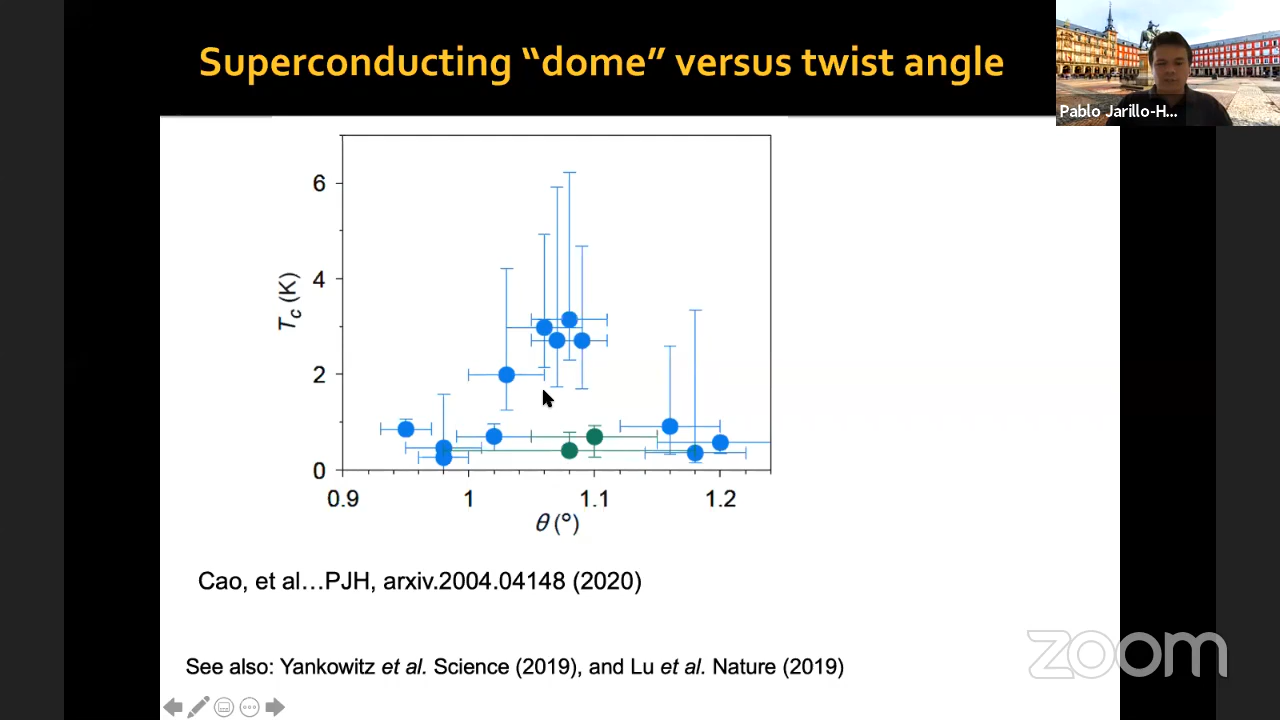 Superconducting “dome” versus twist angle
Pablo Jarillo-H...
6
4
2
0
T_c (K)
0.9 1 1.1 1.2
θ (°)
Cao, et al…PJH, arxiv.2004.04148 (2020)
See also: Yankowitz et al. Science (2019), and Lu et al. Nature (2019)
zoom